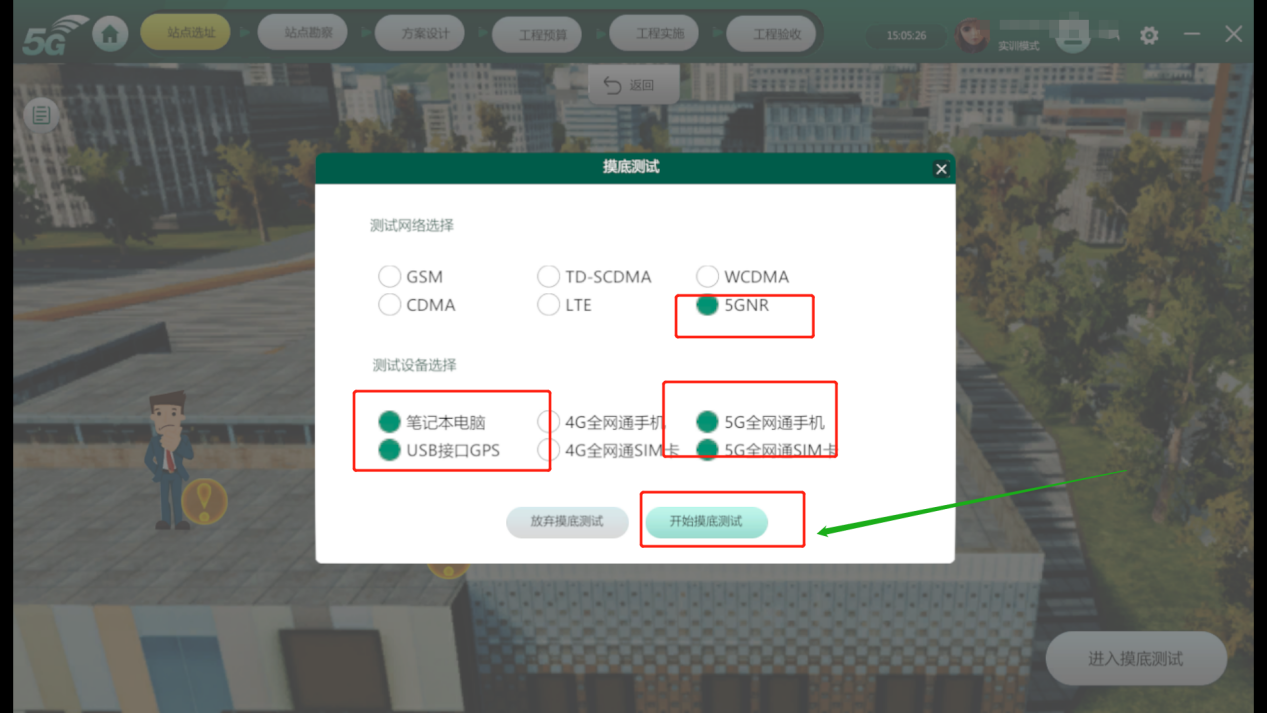 5G
站点选址
站点勘察
方案设计
工程预算
工程实施
工程验收
15:05:26
实训模式
返回
摸底测试
测试网络选择
GSM
TD-SCDMA
WCDMA
CDMA
LTE
5GNR
测试设备选择
笔记本电脑
4G全网通手机
5G全网通手机
USB接口GPS
4G全网通SIM卡
5G全网通SIM卡
放弃摸底测试
开始摸底测试
进入摸底测试